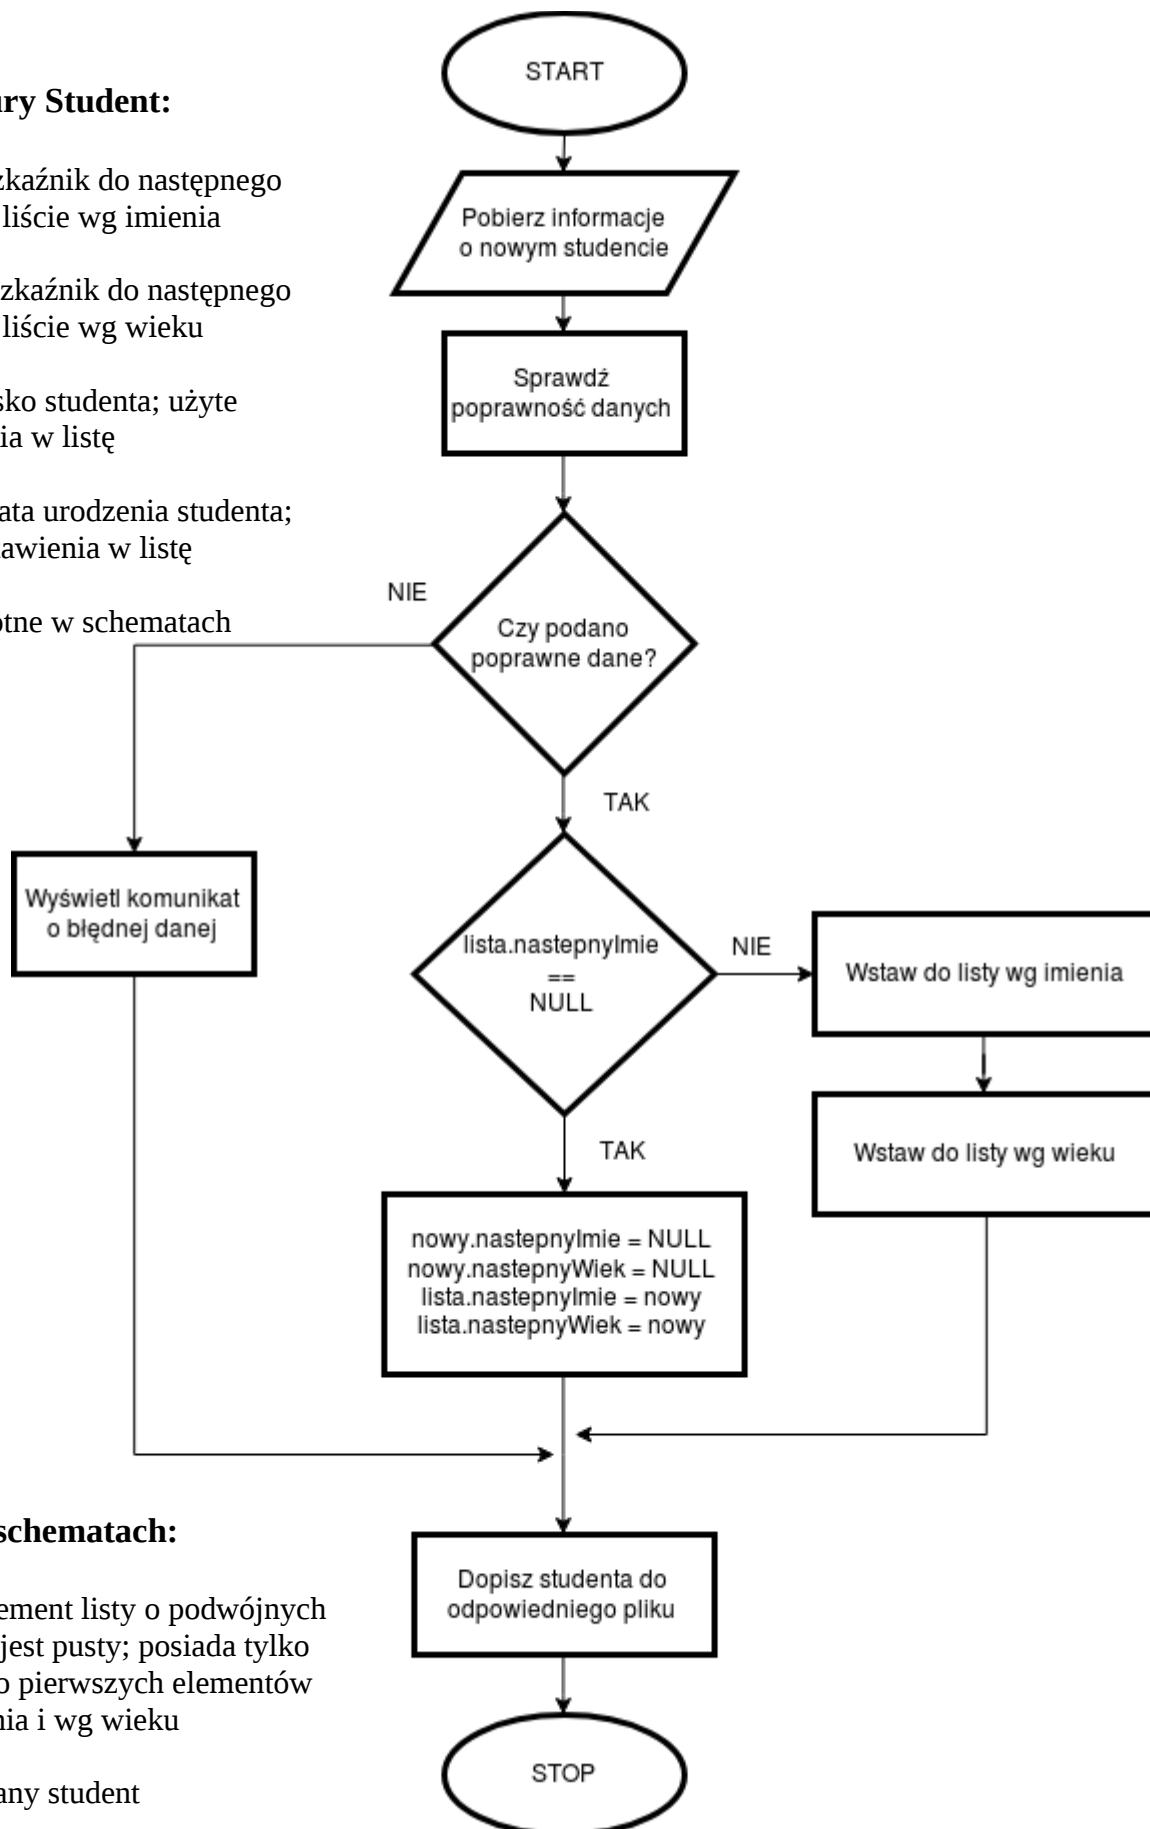 ury Student:
zkaźnik do następnego
liście wg imienia
zkaźnik do następnego
liście wg wieku
sko studenta; użyte
ia w listę
ata urodzenia studenta;
awienia w listę
otne w schematach
START
Pobierz informacje
o nowym studencie
Sprawdź
poprawność danych
Czy podano
poprawne dane?
NIE
TAK
Wyświetl komunikat
o błędnej danej
lista.nastepnyImie
==
NULL
NIE
Wstaw do listy wg imienia
Wstaw do listy wg wieku
TAK
nowy.nastepnyImie = NULL
nowy.nastepnyWiek = NULL
lista.nastepnyImie = nowy
lista.nastepnyWiek = nowy
Dopisz studenta do
odpowiedniego pliku
STOP
schematach:
ement listy o podwójnych
jest pusty; posiada tylko
o pierwszych elementów
nia i wg wieku
any student